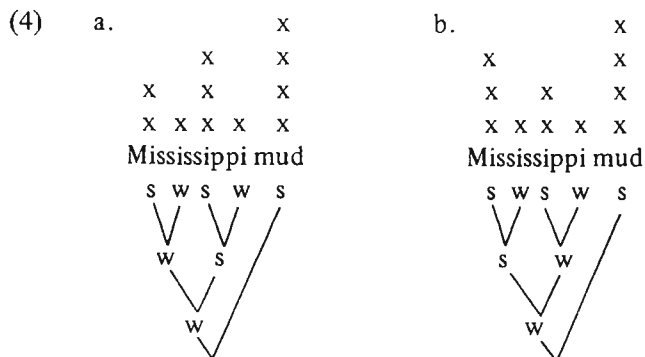 (4) a. x b. x
x x x x
x x x x x x
x x x x x x x x x x
Mississippi mud Mississippi mud
s w s w s s w s w s
w s s w
w w